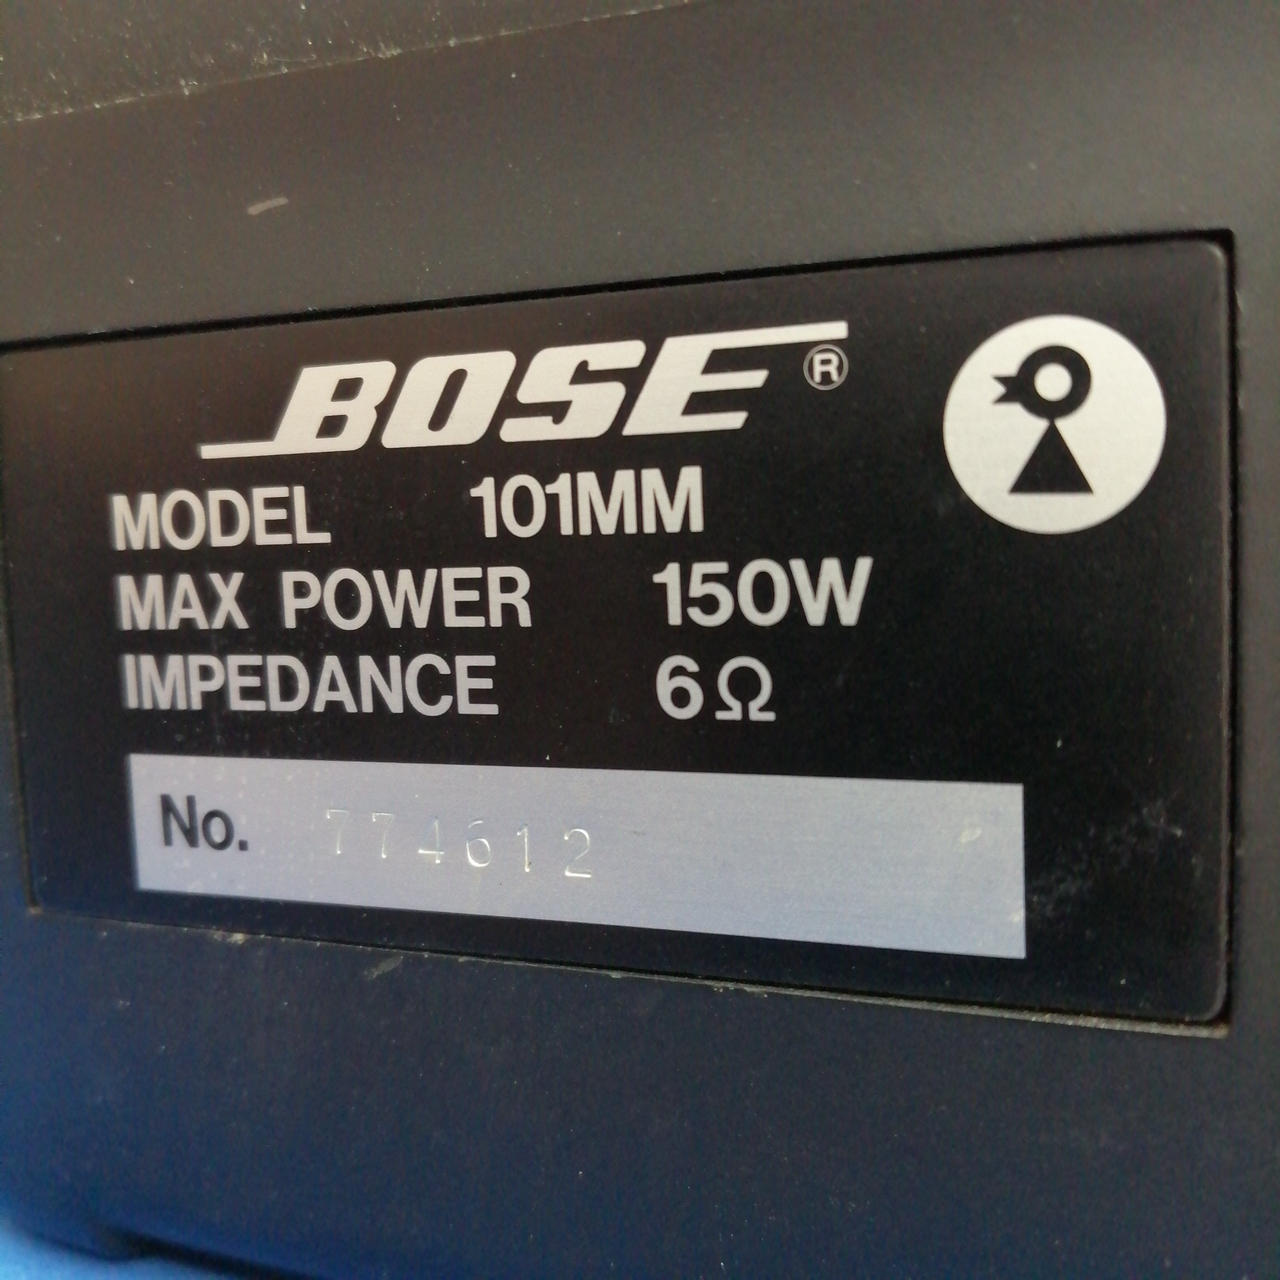 BOSE®
MODEL 101MM
MAX POWER 150W
IMPEDANCE 6Ω
No. 774612